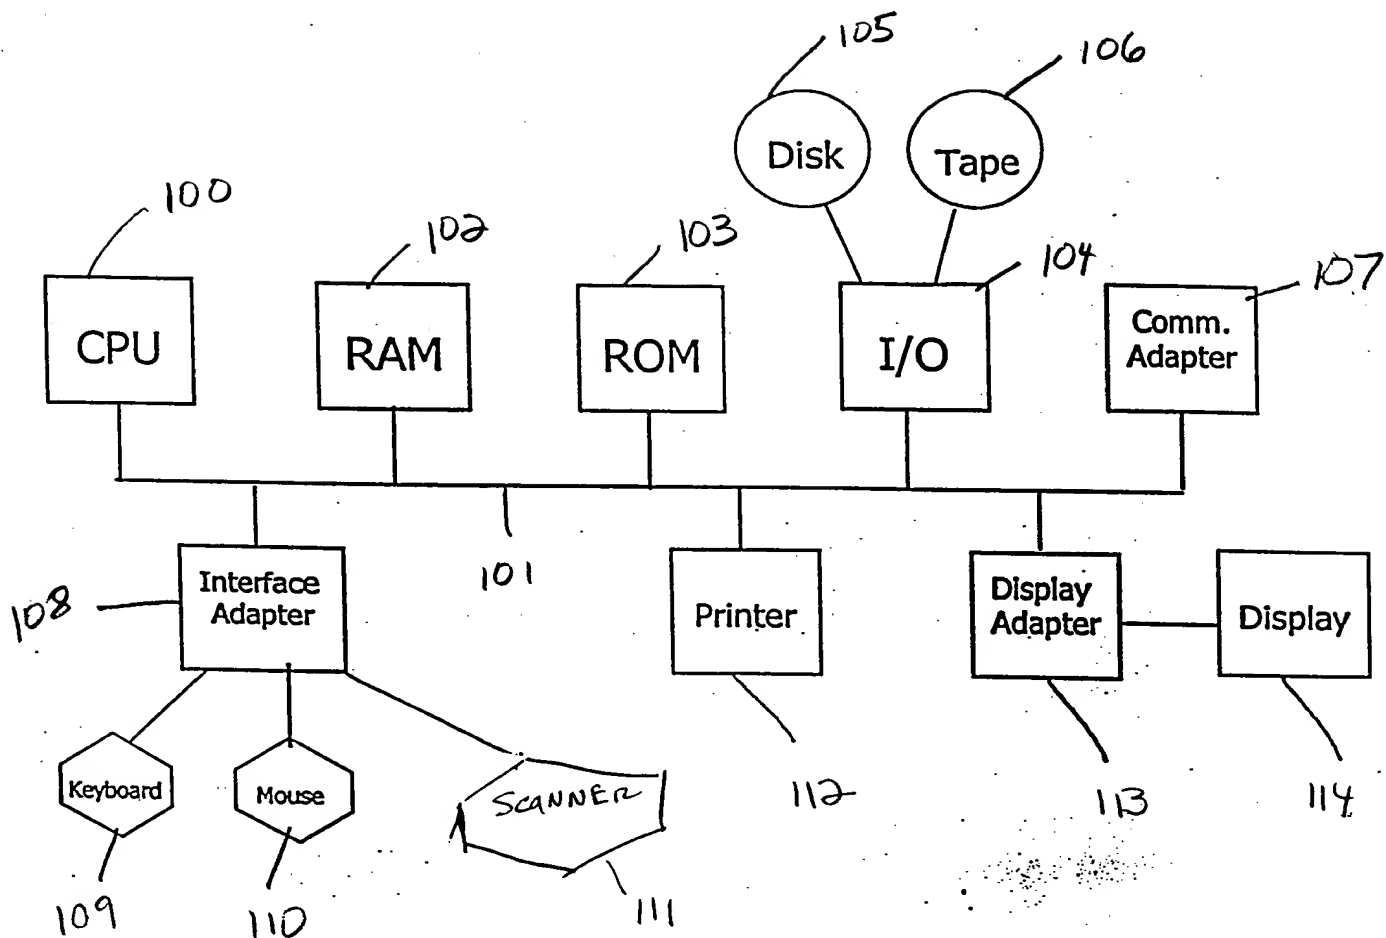 105
106
Disk
Tape
100
102
103
104
107
CPU
RAM
ROM
I/O
Comm.
Adapter
101
108
Interface
Adapter
Printer
Display
Adapter
Display
Keyboard
Mouse
SCANNER
112
113
114
109
110
111